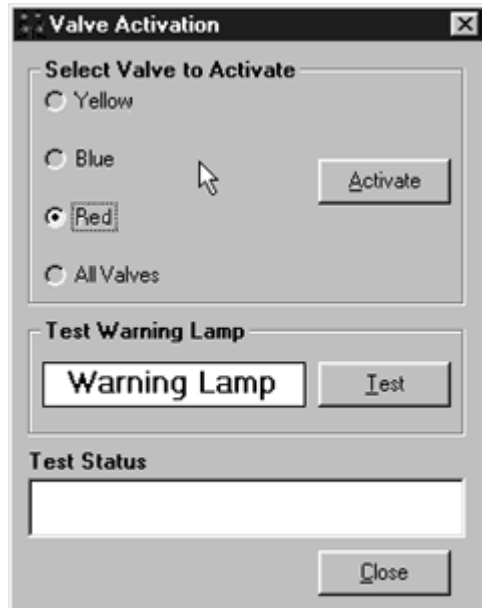 Valve Activation
Select Valve to Activate
Yellow
Blue
Activate
Red
All Valves
Test Warning Lamp
Warning Lamp
Test
Test Status
Close